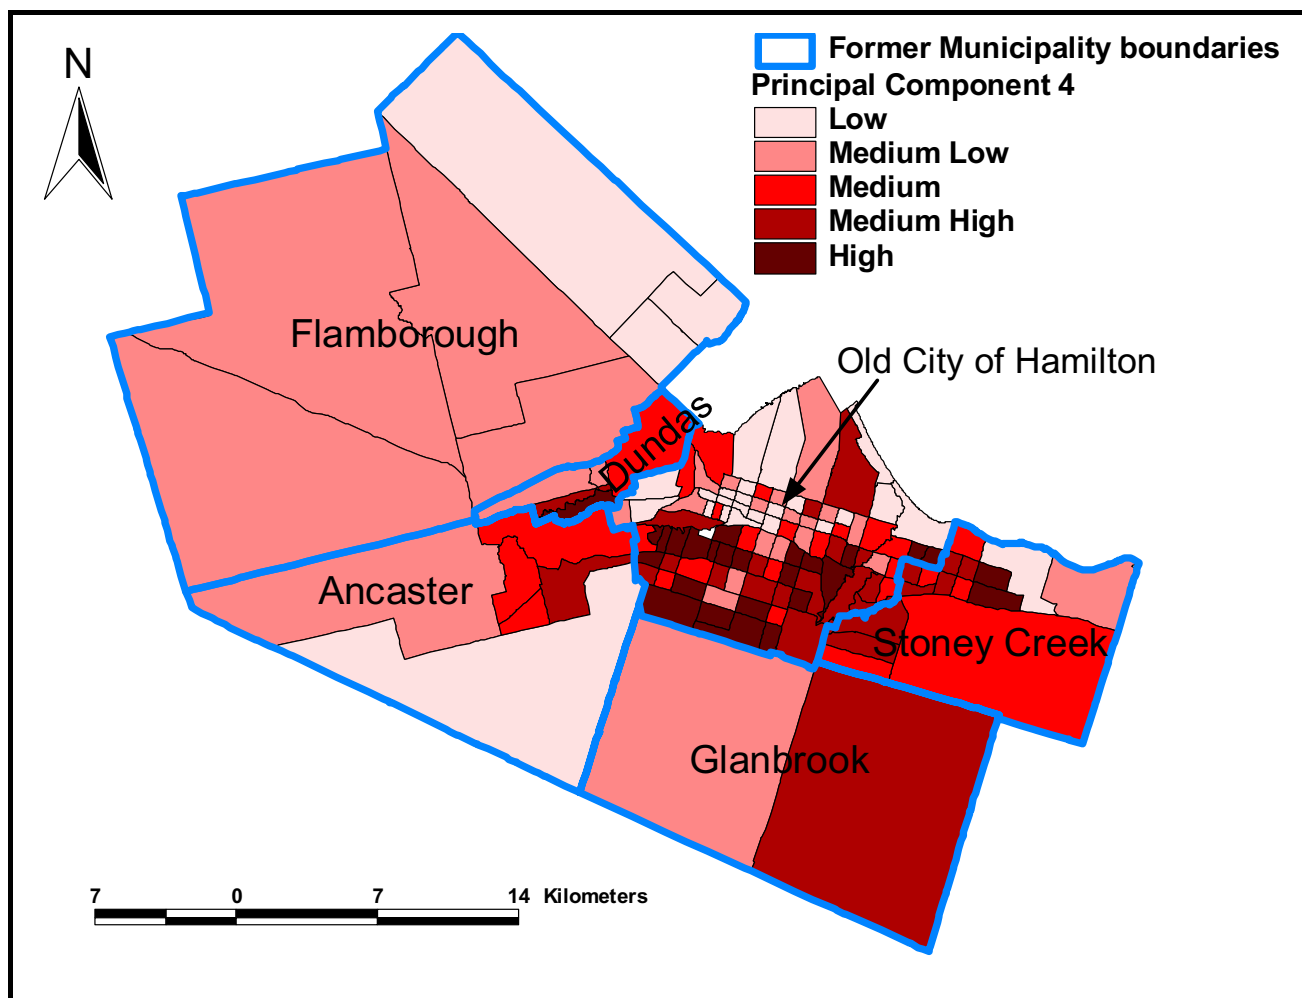 N
Former Municipality boundaries
Principal Component 4
Low
Medium Low
Medium
Medium High
High
Flamborough
Old City of Hamilton
Dundas
Ancaster
Stoney Creek
Glanbrook
7 0 7 14 Kilometers